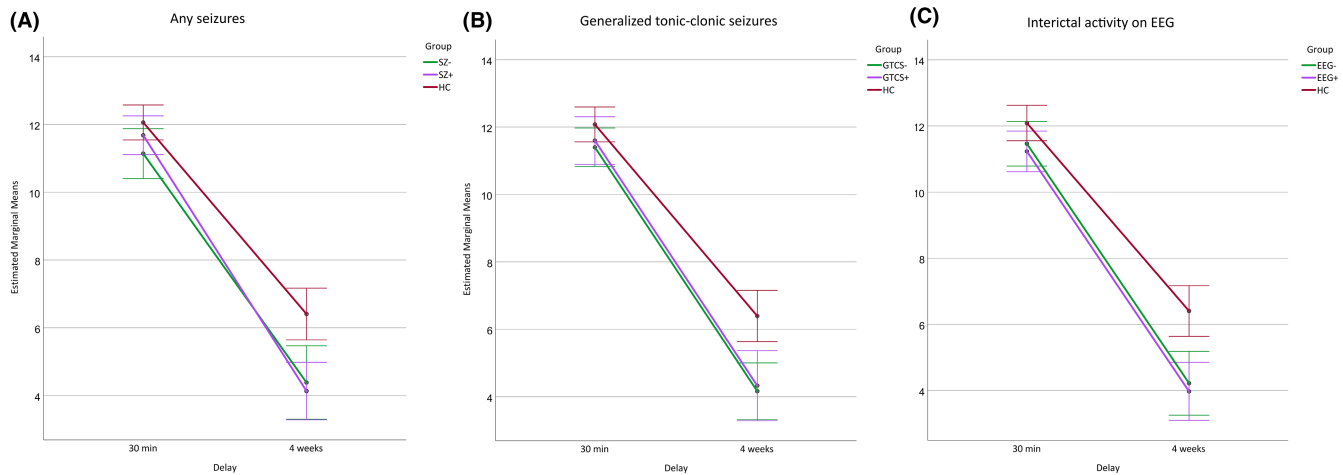 (A)
Any seizures
Estimated Marginal Means
14
12
10
8
6
4
30 min
4 weeks
Delay
Group
SZ-
SZ+
HC
(B)
Generalized tonic-clonic seizures
Estimated Marginal Means
14
12
10
8
6
4
30 min
4 weeks
Delay
Group
GTCS-
GTCS+
HC
(C)
Interictal activity on EEG
14
12
10
8
6
4
30 min
4 weeks
Delay
Group
EEG-
EEG+
HC